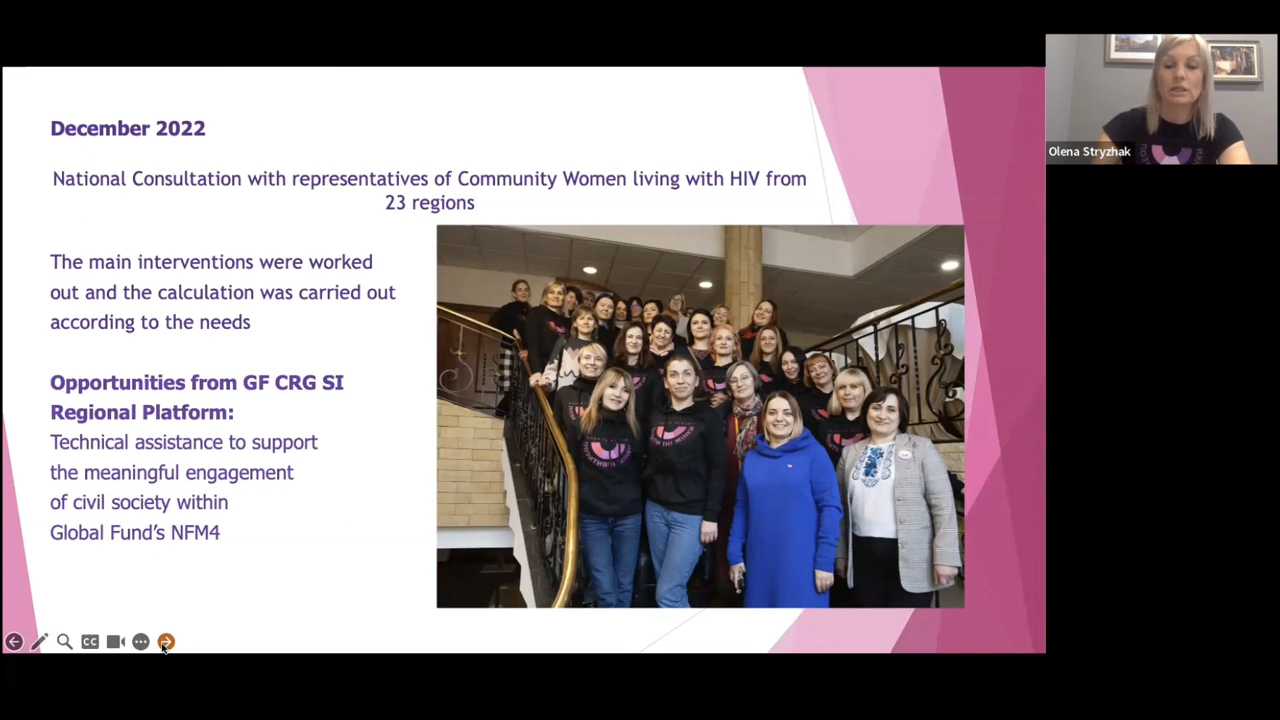 December 2022
National Consultation with representatives of Community Women living with HIV from
23 regions
The main interventions were worked
out and the calculation was carried out
according to the needs
Opportunities from GF CRG SI
Regional Platform:
Technical assistance to support
the meaningful engagement
of civil society within
Global Fund's NFM4
Olena Stryzhak
CC